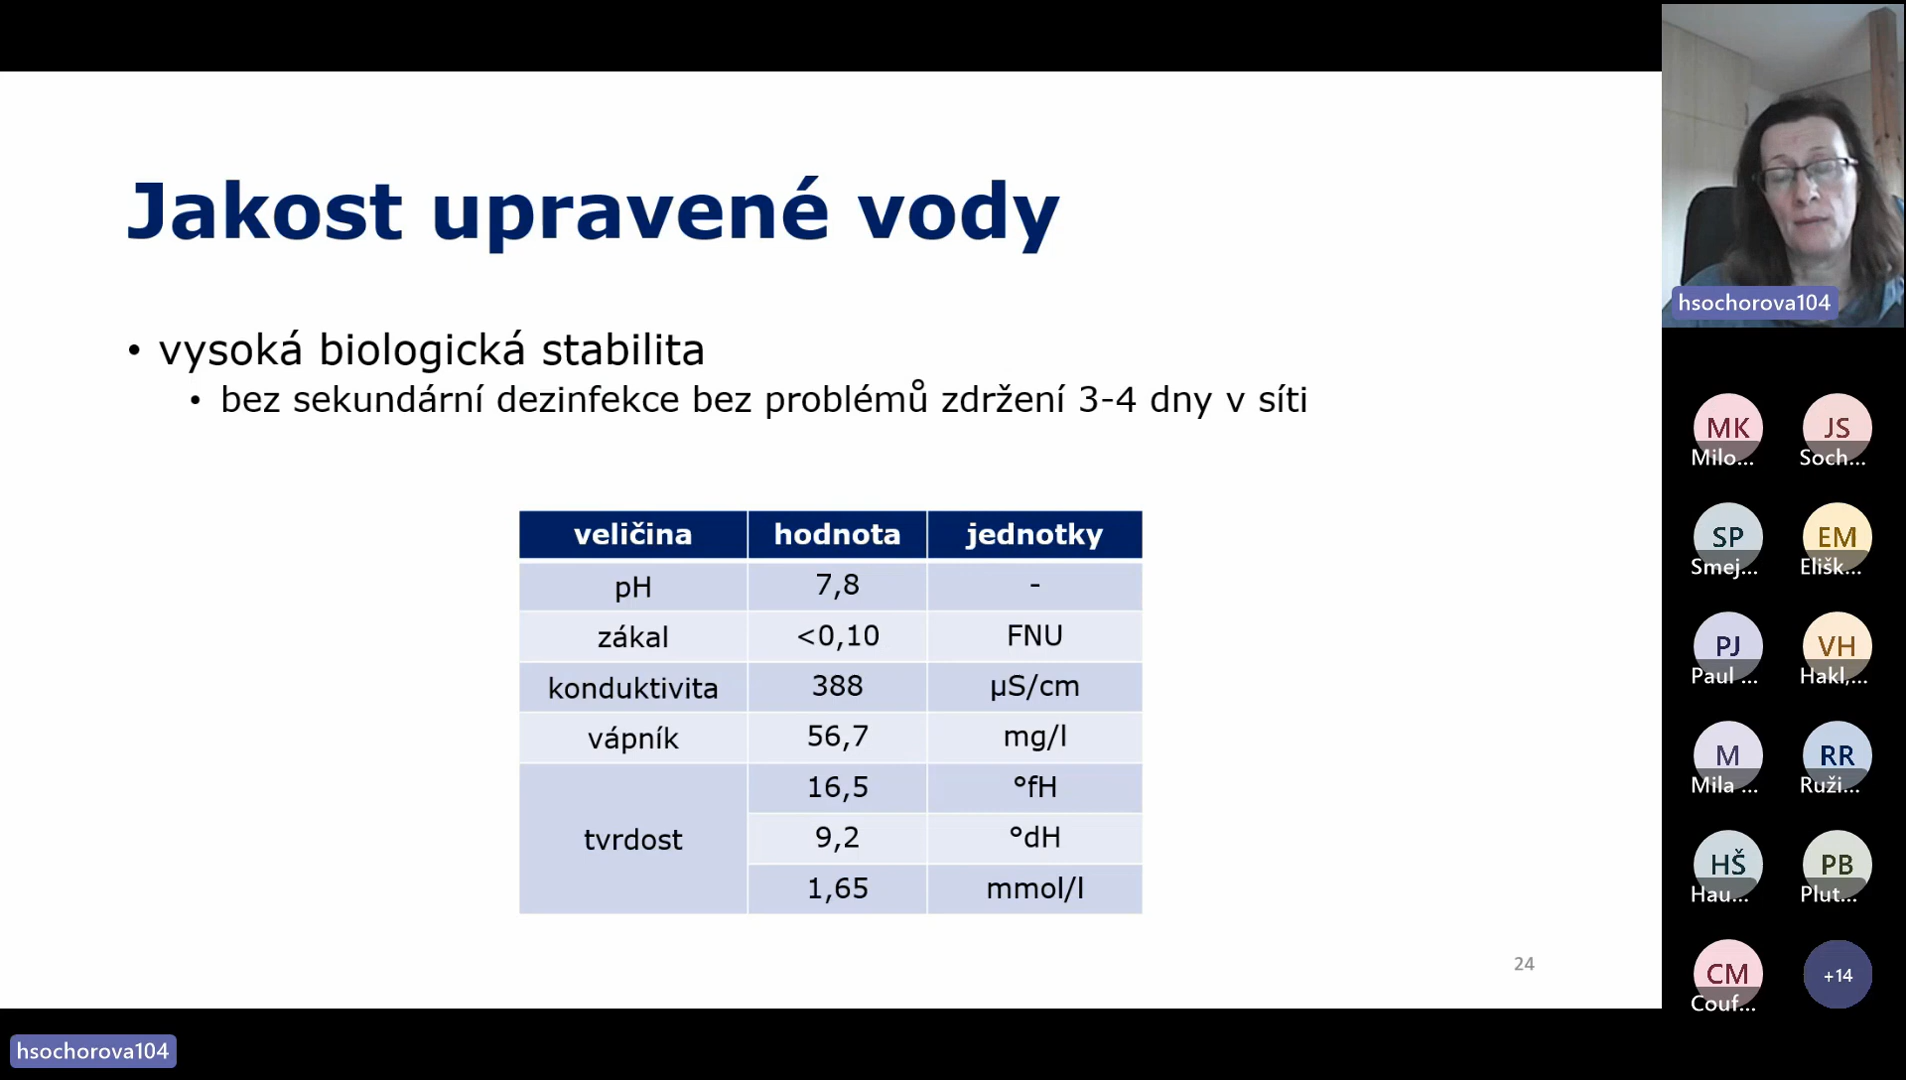 Jakost upravené vody
• vysoká biologická stabilita
• bez sekundární dezinfekce bez problémů zdržení 3-4 dny v síti
veličina hodnota jednotky
pH 7,8 -
zákal <0,10 FNU
konduktivita 388 µS/cm
vápník 56,7 mg/l
tvrdost 16,5 °fH
9,2 °dH
1,65 mmol/l
24
hsochorova104
MK JS
Milo... Soch...
SP EM
Smej... Elišk...
PJ VH
Paul ... Hakl,...
M RR
Mila ... Ruži...
HŠ PB
Hau... Plut...
CM +14
Couf...
hsochorova104